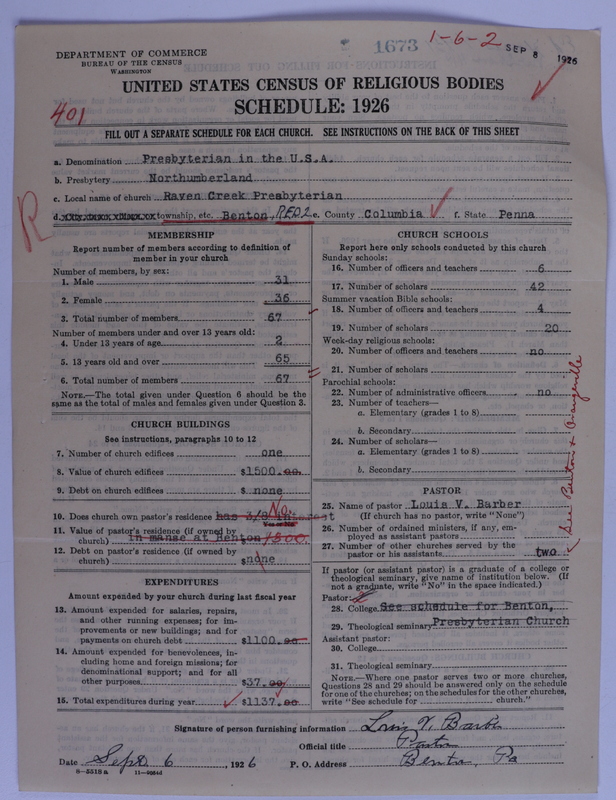 1673
1-6-2
SEP 8 1926
DEPARTMENT OF COMMERCE
BUREAU OF THE CENSUS
WASHINGTON
UNITED STATES CENSUS OF RELIGIOUS BODIES
SCHEDULE: 1926
401
FILL OUT A SEPARATE SCHEDULE FOR EACH CHURCH. SEE INSTRUCTIONS ON THE BACK OF THIS SHEET
a. Denomination Presbyterian in the U.S.A.
b. Presbytery Northumberland
c. Local name of church Raven Creek Presbyterian
R
d. township, etc. Benton, RFD2 e. County Columbia f. State Penna
MEMBERSHIP
Report number of members according to definition of
member in your church
Number of members, by sex:
1. Male 31
2. Female 36
3. Total number of members 67
Number of members under and over 13 years old:
4. Under 13 years of age 2
5. 13 years old and over 65
6. Total number of members 67
NOTE.—The total given under Question 6 should be
same as the total of males and females given under Question 3.
CHURCH BUILDINGS
See instructions, paragraphs 10 to 12
7. Number of church edifices one
8. Value of church edifices $1500.00
9. Debt on church edifices $ none
10. Does church own pastor's residence has 3/8 interest No
Yes or No
11. Value of pastor's residence (if owned by
church) in manse at Benton 1800.
12. Debt on pastor's residence (if owned by
church) $none
EXPENDITURES
Amount expended by your church during last fiscal year
13. Amount expended for salaries, repairs,
and other running expenses; for im-
provements or new buildings; and for
payments on church debt $1100.00
14. Amount expended for benevolences, in-
cluding home and foreign missions; for
denominational support; and for all
other purposes $37.00
15. Total expenditures during year $1137.00
CHURCH SCHOOLS
Report here only schools conducted by this church
Sunday schools:
16. Number of officers and teachers 6
17. Number of scholars 42
Summer vacation Bible schools:
18. Number of officers and teachers 4
19. Number of scholars 20
Week-day religious schools:
20. Number of officers and teachers no
21. Number of scholars
Parochial schools:
22. Number of administrative officers no
23. Number of teachers—
a. Elementary (grades 1 to 8)
b. Secondary
24. Number of scholars—
a. Elementary (grades 1 to 8)
b. Secondary
PASTOR
25. Name of pastor Louis V. Barber
(If church has no pastor, write "None")
26. Number of ordained ministers, if any, em-
ployed as assistant pastors
27. Number of other churches served by the
pastor or his assistants two
See Benton & Orangeville
If pastor (or assistant pastor) is a graduate of a college or
theological seminary, give name of institution below. (If
not a graduate, write "No" in the space indicated.)
Pastor:
28. College See schedule for Benton,
29. Theological seminary Presbyterian Church
Assistant pastor:
30. College
31. Theological seminary
NOTE.—Where one pastor serves two or more churches,
Questions 28 and 29 should be answered only on the schedule
for one of the churches; on the schedules for the other churches,
write "See schedule for church."
Signature of person furnishing information Louis V. Barber
Official title Pastor
Date Sept 6, 1926 P. O. Address Benton, Pa
8—5318a